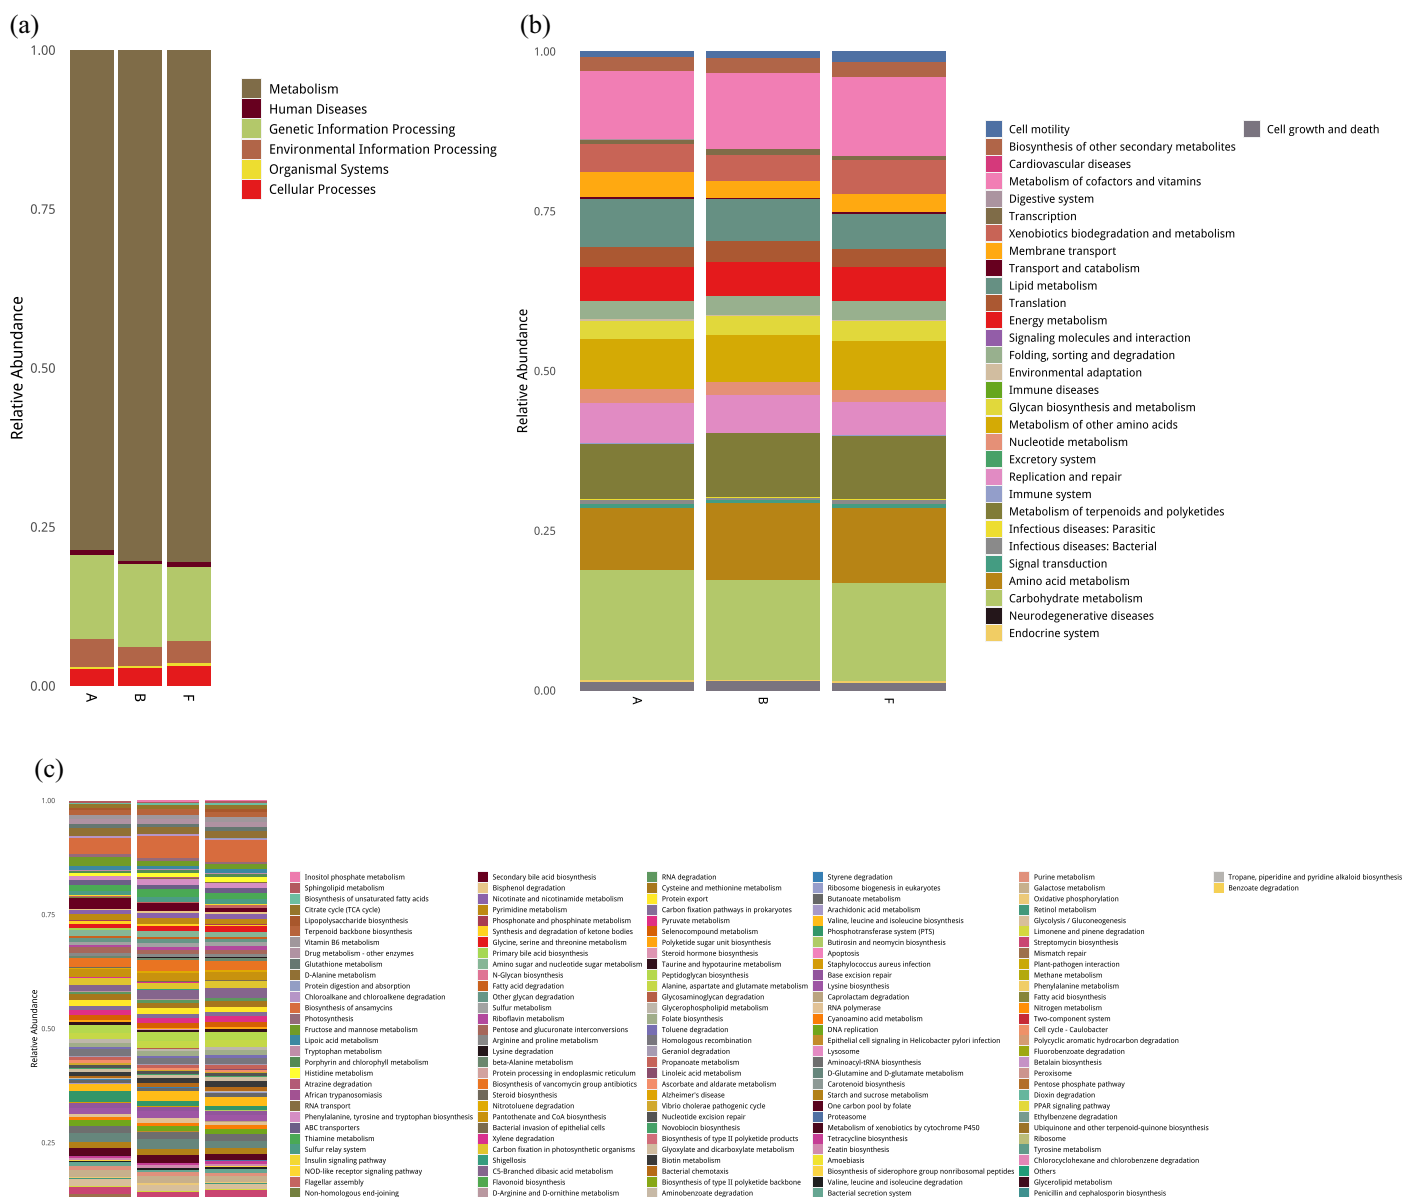 (a)
(b)
1.00
0.75
0.50
0.25
0.00
Relative Abundance
A
B
F
Metabolism
Human Diseases
Genetic Information Processing
Environmental Information Processing
Organismal Systems
Cellular Processes
1.00
0.75
0.50
0.25
0.00
Relative Abundance
A
B
F
Cell motility
Biosynthesis of other secondary metabolites
Cardiovascular diseases
Metabolism of cofactors and vitamins
Digestive system
Transcription
Xenobiotics biodegradation and metabolism
Membrane transport
Transport and catabolism
Lipid metabolism
Translation
Energy metabolism
Signaling molecules and interaction
Folding, sorting and degradation
Environmental adaptation
Immune diseases
Glycan biosynthesis and metabolism
Metabolism of other amino acids
Nucleotide metabolism
Excretory system
Replication and repair
Immune system
Metabolism of terpenoids and polyketides
Infectious diseases: Parasitic
Infectious diseases: Bacterial
Signal transduction
Amino acid metabolism
Carbohydrate metabolism
Neurodegenerative diseases
Endocrine system
Cell growth and death
(c)
1.00
0.75
0.50
0.25
Relative Abundance
Inositol phosphate metabolism
Sphingolipid metabolism
Biosynthesis of unsaturated fatty acids
Citrate cycle (TCA cycle)
Lipopolysaccharide biosynthesis
Terpenoid backbone biosynthesis
Vitamin B6 metabolism
Drug metabolism - other enzymes
Glutathione metabolism
D-Alanine metabolism
Protein digestion and absorption
Chloroalkane and chloroalkene degradation
Biosynthesis of ansamycins
Photosynthesis
Fructose and mannose metabolism
Lipoic acid metabolism
Tryptophan metabolism
Porphyrin and chlorophyll metabolism
Histidine metabolism
Atrazine degradation
African trypanosomiasis
RNA transport
Phenylalanine, tyrosine and tryptophan biosynthesis
ABC transporters
Thiamine metabolism
Sulfur relay system
Insulin signaling pathway
NOD-like receptor signaling pathway
Flagellar assembly
Non-homologous end-joining
Secondary bile acid biosynthesis
Bisphenol degradation
Nicotinate and nicotinamide metabolism
Pyrimidine metabolism
Phosphonate and phosphinate metabolism
Synthesis and degradation of ketone bodies
Glycine, serine and threonine metabolism
Primary bile acid biosynthesis
Amino sugar and nucleotide sugar metabolism
N-Glycan biosynthesis
Fatty acid degradation
Other glycan degradation
Sulfur metabolism
Riboflavin metabolism
Pentose and glucuronate interconversions
Arginine and proline metabolism
Lysine degradation
beta-Alanine metabolism
Protein processing in endoplasmic reticulum
Biosynthesis of vancomycin group antibiotics
Steroid biosynthesis
Nitrotoluene degradation
Pantothenate and CoA biosynthesis
Bacterial invasion of epithelial cells
Xylene degradation
Carbon fixation in photosynthetic organisms
Shigellosis
C5-Branched dibasic acid metabolism
Flavonoid biosynthesis
D-Arginine and D-ornithine metabolism
RNA degradation
Cysteine and methionine metabolism
Protein export
Carbon fixation pathways in prokaryotes
Pyruvate metabolism
Selenocompound metabolism
Polyketide sugar unit biosynthesis
Steroid hormone biosynthesis
Taurine and hypotaurine metabolism
Peptidoglycan biosynthesis
Alanine, aspartate and glutamate metabolism
Glycosaminoglycan degradation
Glycerophospholipid metabolism
Folate biosynthesis
Toluene degradation
Homologous recombination
Geraniol degradation
Propanoate metabolism
Linoleic acid metabolism
Ascorbate and aldarate metabolism
Alzheimer's disease
Vibrio cholerae pathogenic cycle
Nucleotide excision repair
Novobiocin biosynthesis
Biosynthesis of type II polyketide products
Glyoxylate and dicarboxylate metabolism
Biotin metabolism
Bacterial chemotaxis
Biosynthesis of type II polyketide backbone
Aminobenzoate degradation
Styrene degradation
Ribosome biogenesis in eukaryotes
Butanoate metabolism
Arachidonic acid metabolism
Valine, leucine and isoleucine biosynthesis
Phosphotransferase system (PTS)
Butirosin and neomycin biosynthesis
Apoptosis
Staphylococcus aureus infection
Base excision repair
Lysine biosynthesis
Caprolactam degradation
RNA polymerase
Cyanoamino acid metabolism
DNA replication
Epithelial cell signaling in Helicobacter pylori infection
Lysosome
Aminoacyl-tRNA biosynthesis
D-Glutamine and D-glutamate metabolism
Carotenoid biosynthesis
Starch and sucrose metabolism
One carbon pool by folate
Proteasome
Metabolism of xenobiotics by cytochrome P450
Tetracycline biosynthesis
Zeatin biosynthesis
Amoebiasis
Biosynthesis of siderophore group nonribosomal peptides
Valine, leucine and isoleucine degradation
Bacterial secretion system
Purine metabolism
Galactose metabolism
Oxidative phosphorylation
Retinol metabolism
Glycolysis / Gluconeogenesis
Limonene and pinene degradation
Streptomycin biosynthesis
Mismatch repair
Plant-pathogen interaction
Methane metabolism
Phenylalanine metabolism
Fatty acid biosynthesis
Nitrogen metabolism
Two-component system
Cell cycle - Caulobacter
Polycyclic aromatic hydrocarbon degradation
Fluorobenzoate degradation
Betalain biosynthesis
Peroxisome
Pentose phosphate pathway
Dioxin degradation
PPAR signaling pathway
Ethylbenzene degradation
Ubiquinone and other terpenoid-quinone biosynthesis
Ribosome
Tyrosine metabolism
Chlorocyclohexane and chlorobenzene degradation
Others
Glycerolipid metabolism
Penicillin and cephalosporin biosynthesis
Tropane, piperidine and pyridine alkaloid biosynthesis
Benzoate degradation